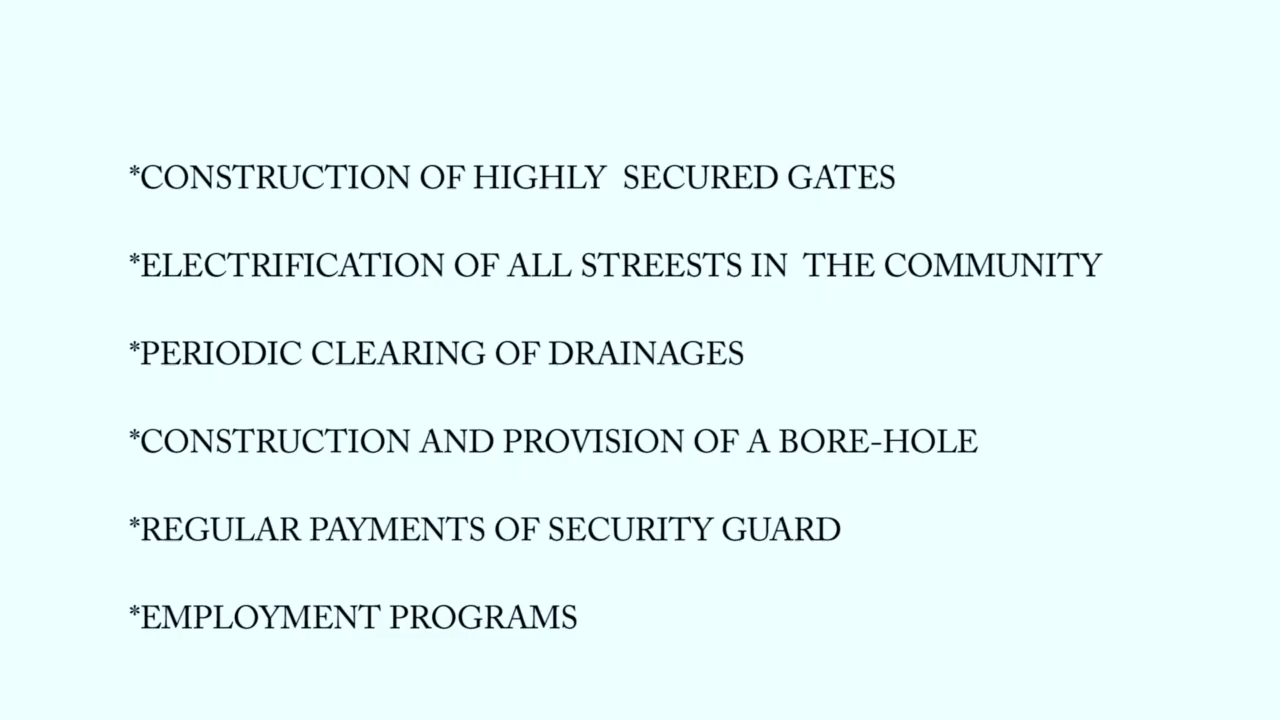 *CONSTRUCTION OF HIGHLY  SECURED GATES
*ELECTRIFICATION OF ALL STREESTS IN  THE COMMUNITY
*PERIODIC CLEARING OF DRAINAGES
*CONSTRUCTION AND PROVISION OF A BORE-HOLE
*REGULAR PAYMENTS OF SECURITY GUARD
*EMPLOYMENT PROGRAMS